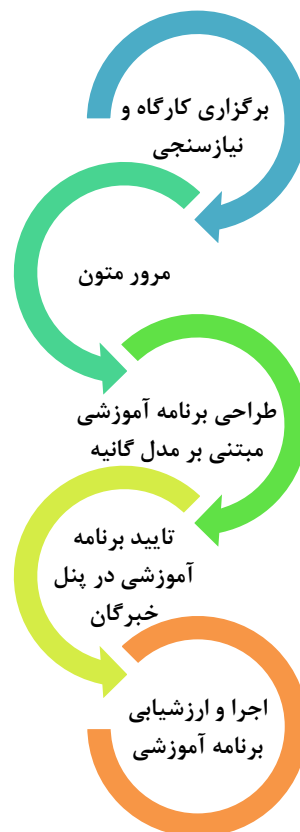 برگزاری کارگاه و
نیازسنجی
مرور متون
طراحی برنامه آموزشی
مبتنی بر مدل گانیه
تایید برنامه
آموزشی در پنل
خبرگان
اجرا و ارزشیابی
برنامه آموزشی